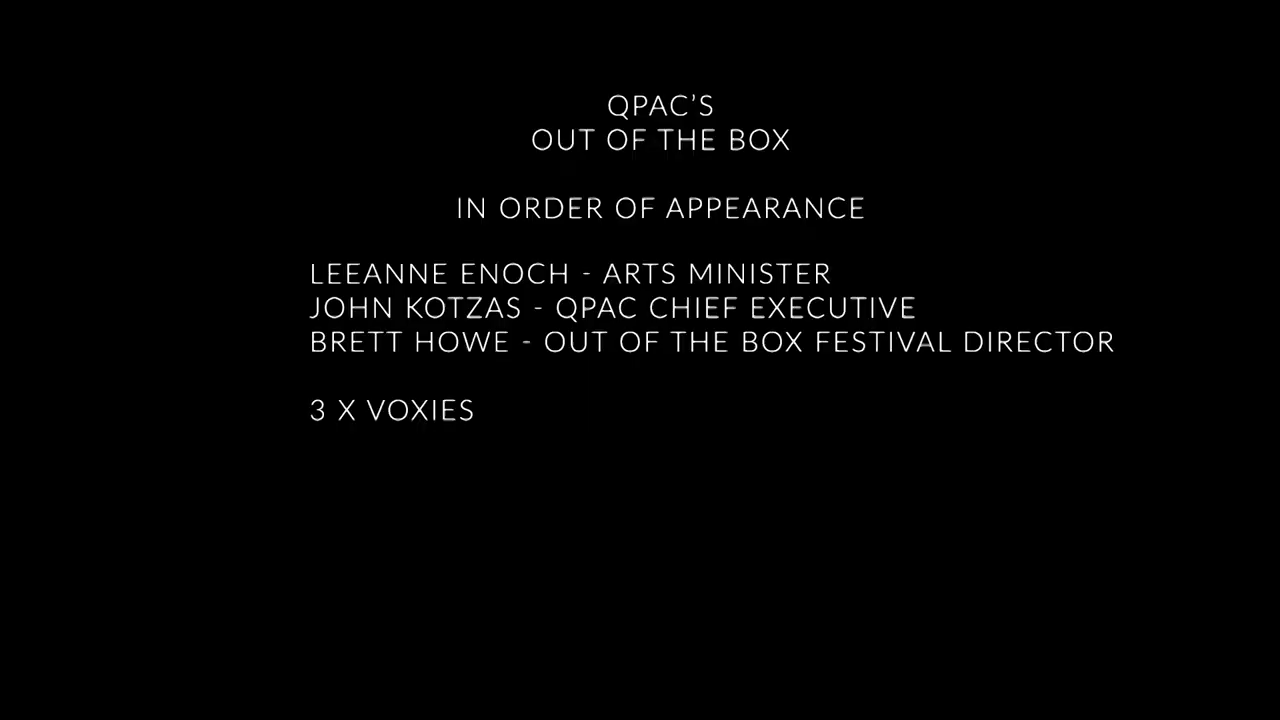 QPAC'S
OUT OF THE BOX
IN ORDER OF APPEARANCE
LEEANNE ENOCH - ARTS MINISTER
JOHN KOTZAS - QPAC CHIEF EXECUTIVE
BRETT HOWE - OUT OF THE BOX FESTIVAL DIRECTOR
3 X VOXIES